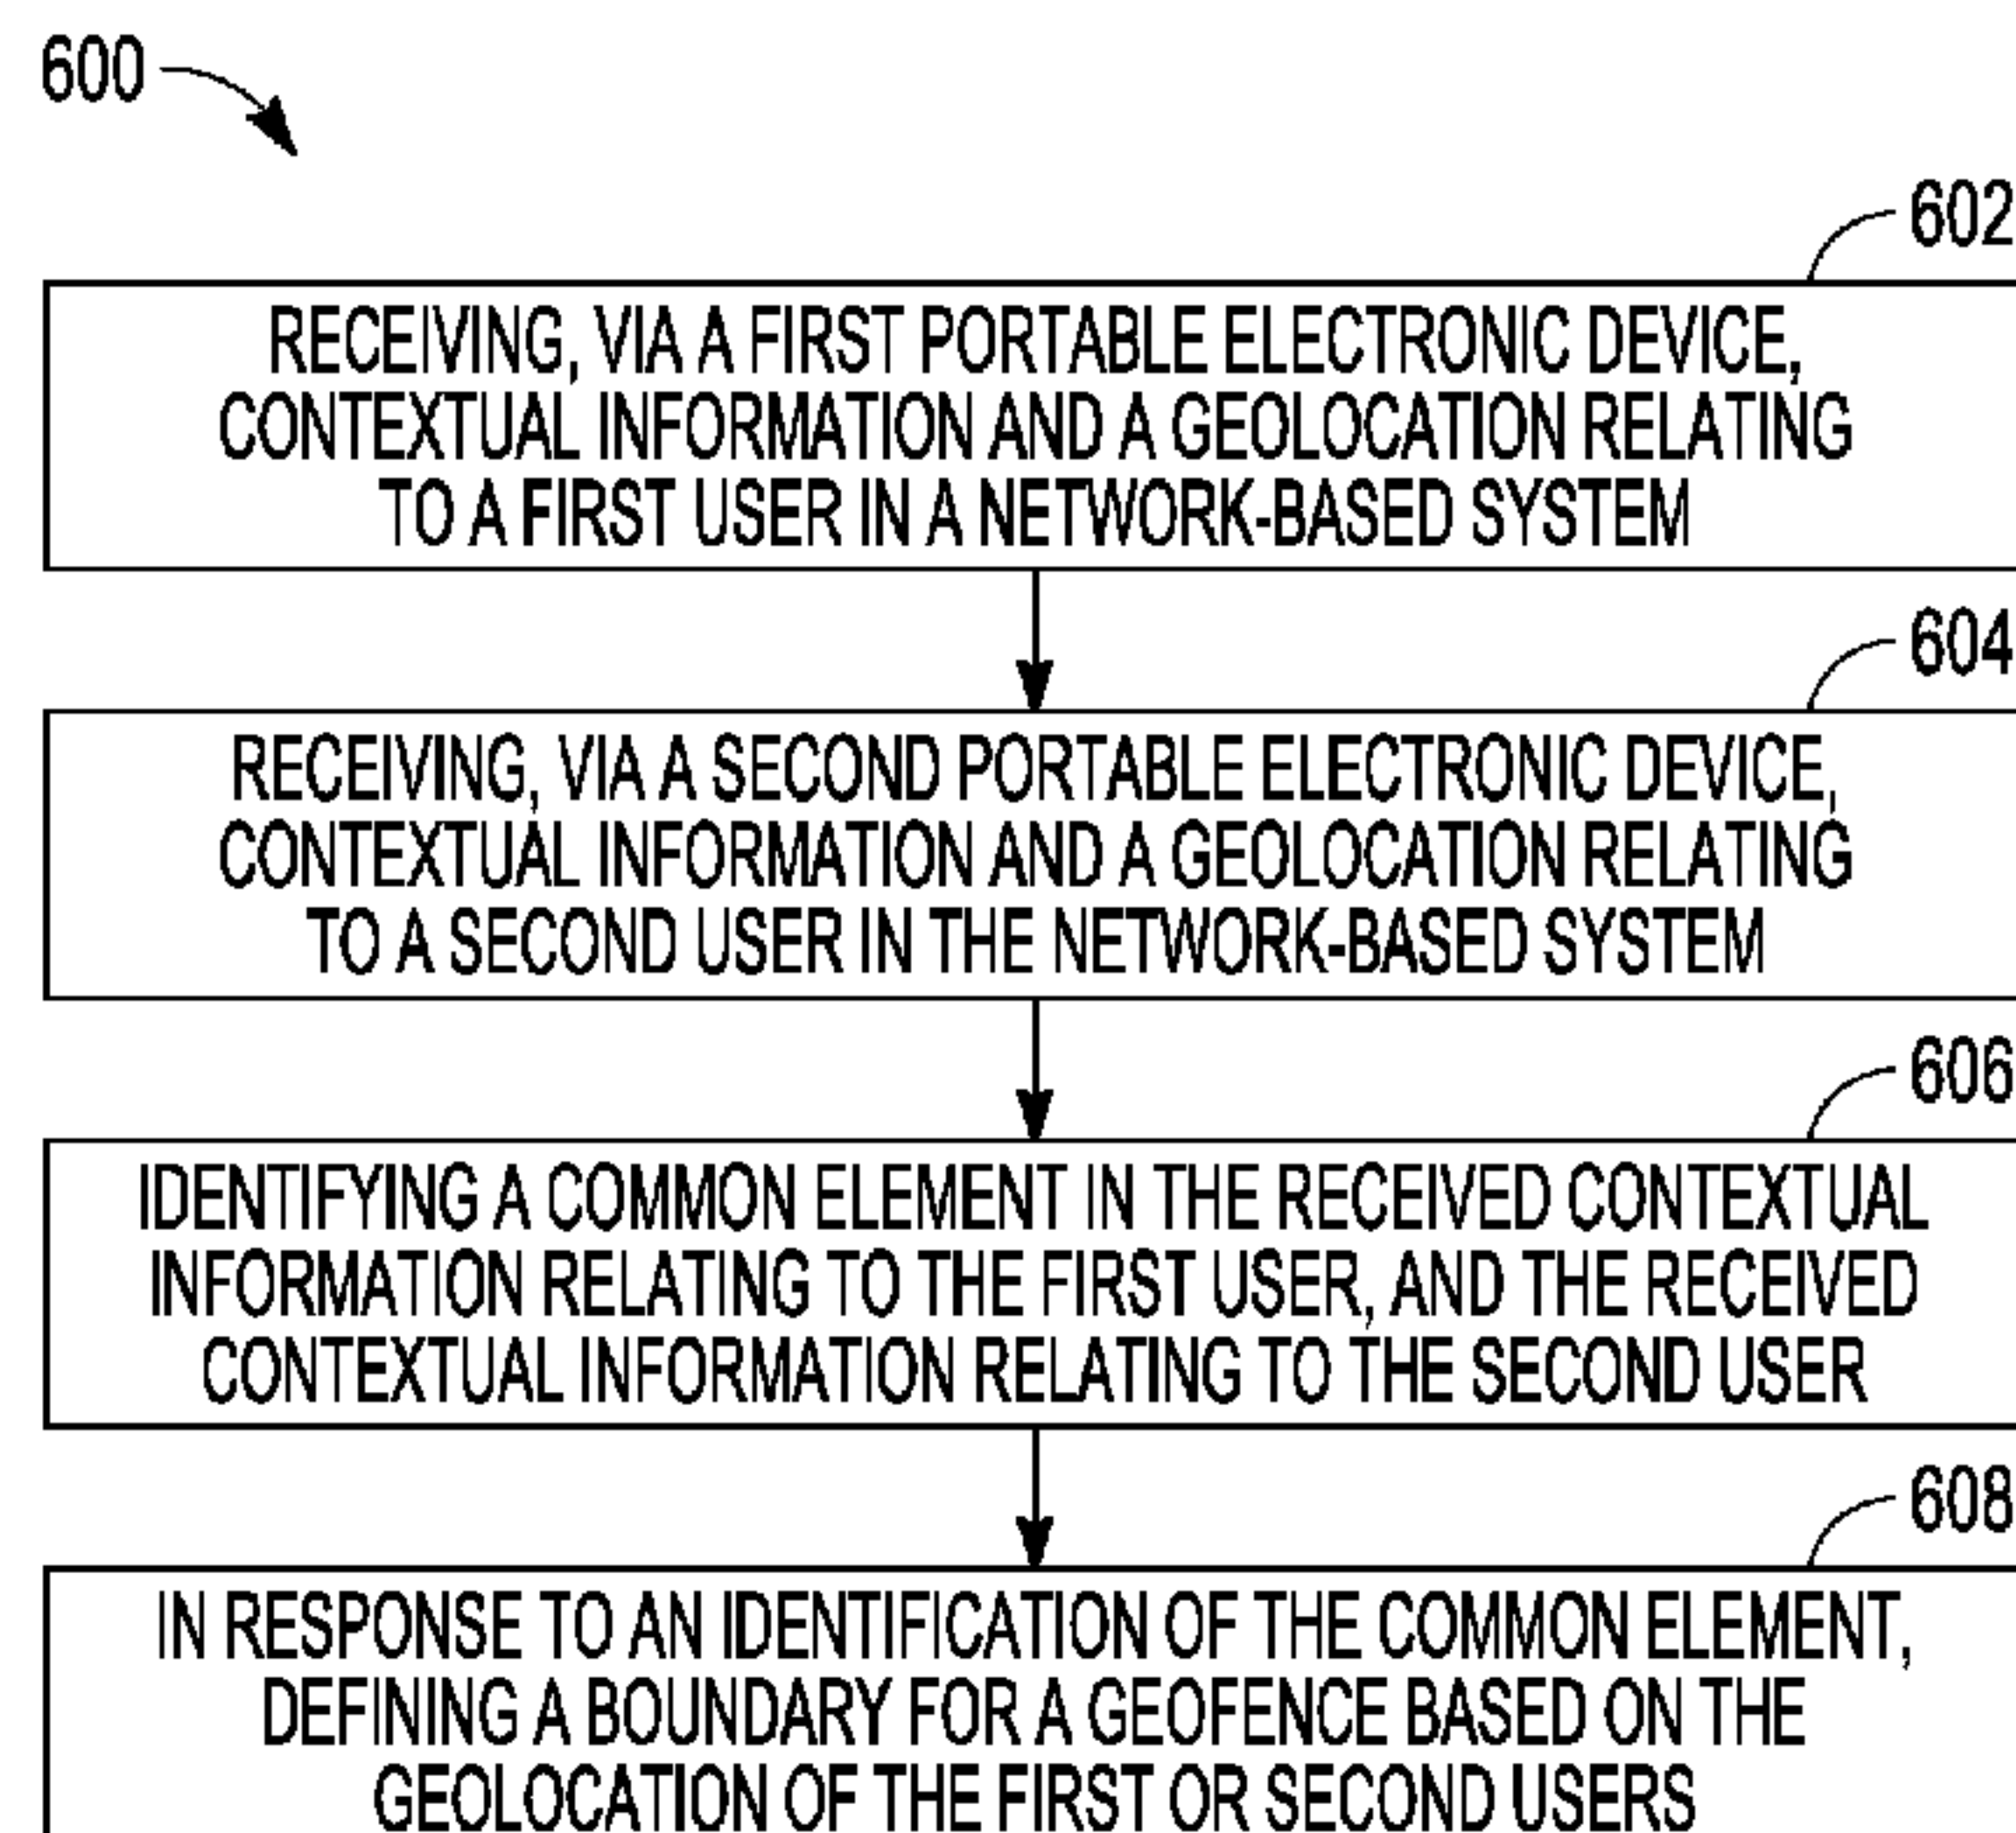 600
602
RECEIVING, VIA A FIRST PORTABLE ELECTRONIC DEVICE,
CONTEXTUAL INFORMATION AND A GEOLOCATION RELATING
TO A FIRST USER IN A NETWORK-BASED SYSTEM
604
RECEIVING, VIA A SECOND PORTABLE ELECTRONIC DEVICE,
CONTEXTUAL INFORMATION AND A GEOLOCATION RELATING
TO A SECOND USER IN THE NETWORK-BASED SYSTEM
606
IDENTIFYING A COMMON ELEMENT IN THE RECEIVED CONTEXTUAL
INFORMATION RELATING TO THE FIRST USER, AND THE RECEIVED
CONTEXTUAL INFORMATION RELATING TO THE SECOND USER
608
IN RESPONSE TO AN IDENTIFICATION OF THE COMMON ELEMENT,
DEFINING A BOUNDARY FOR A GEOFENCE BASED ON THE
GEOLOCATION OF THE FIRST OR SECOND USERS